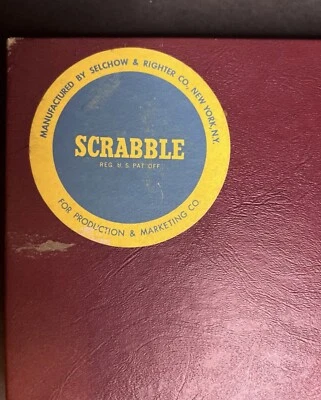 MANUFACTURED BY SELCHOW & RIGHTER CO., NEW YORK, N.Y.
SCRABBLE
REG. U. S. PAT. OFF.
FOR PRODUCTION & MARKETING CO.